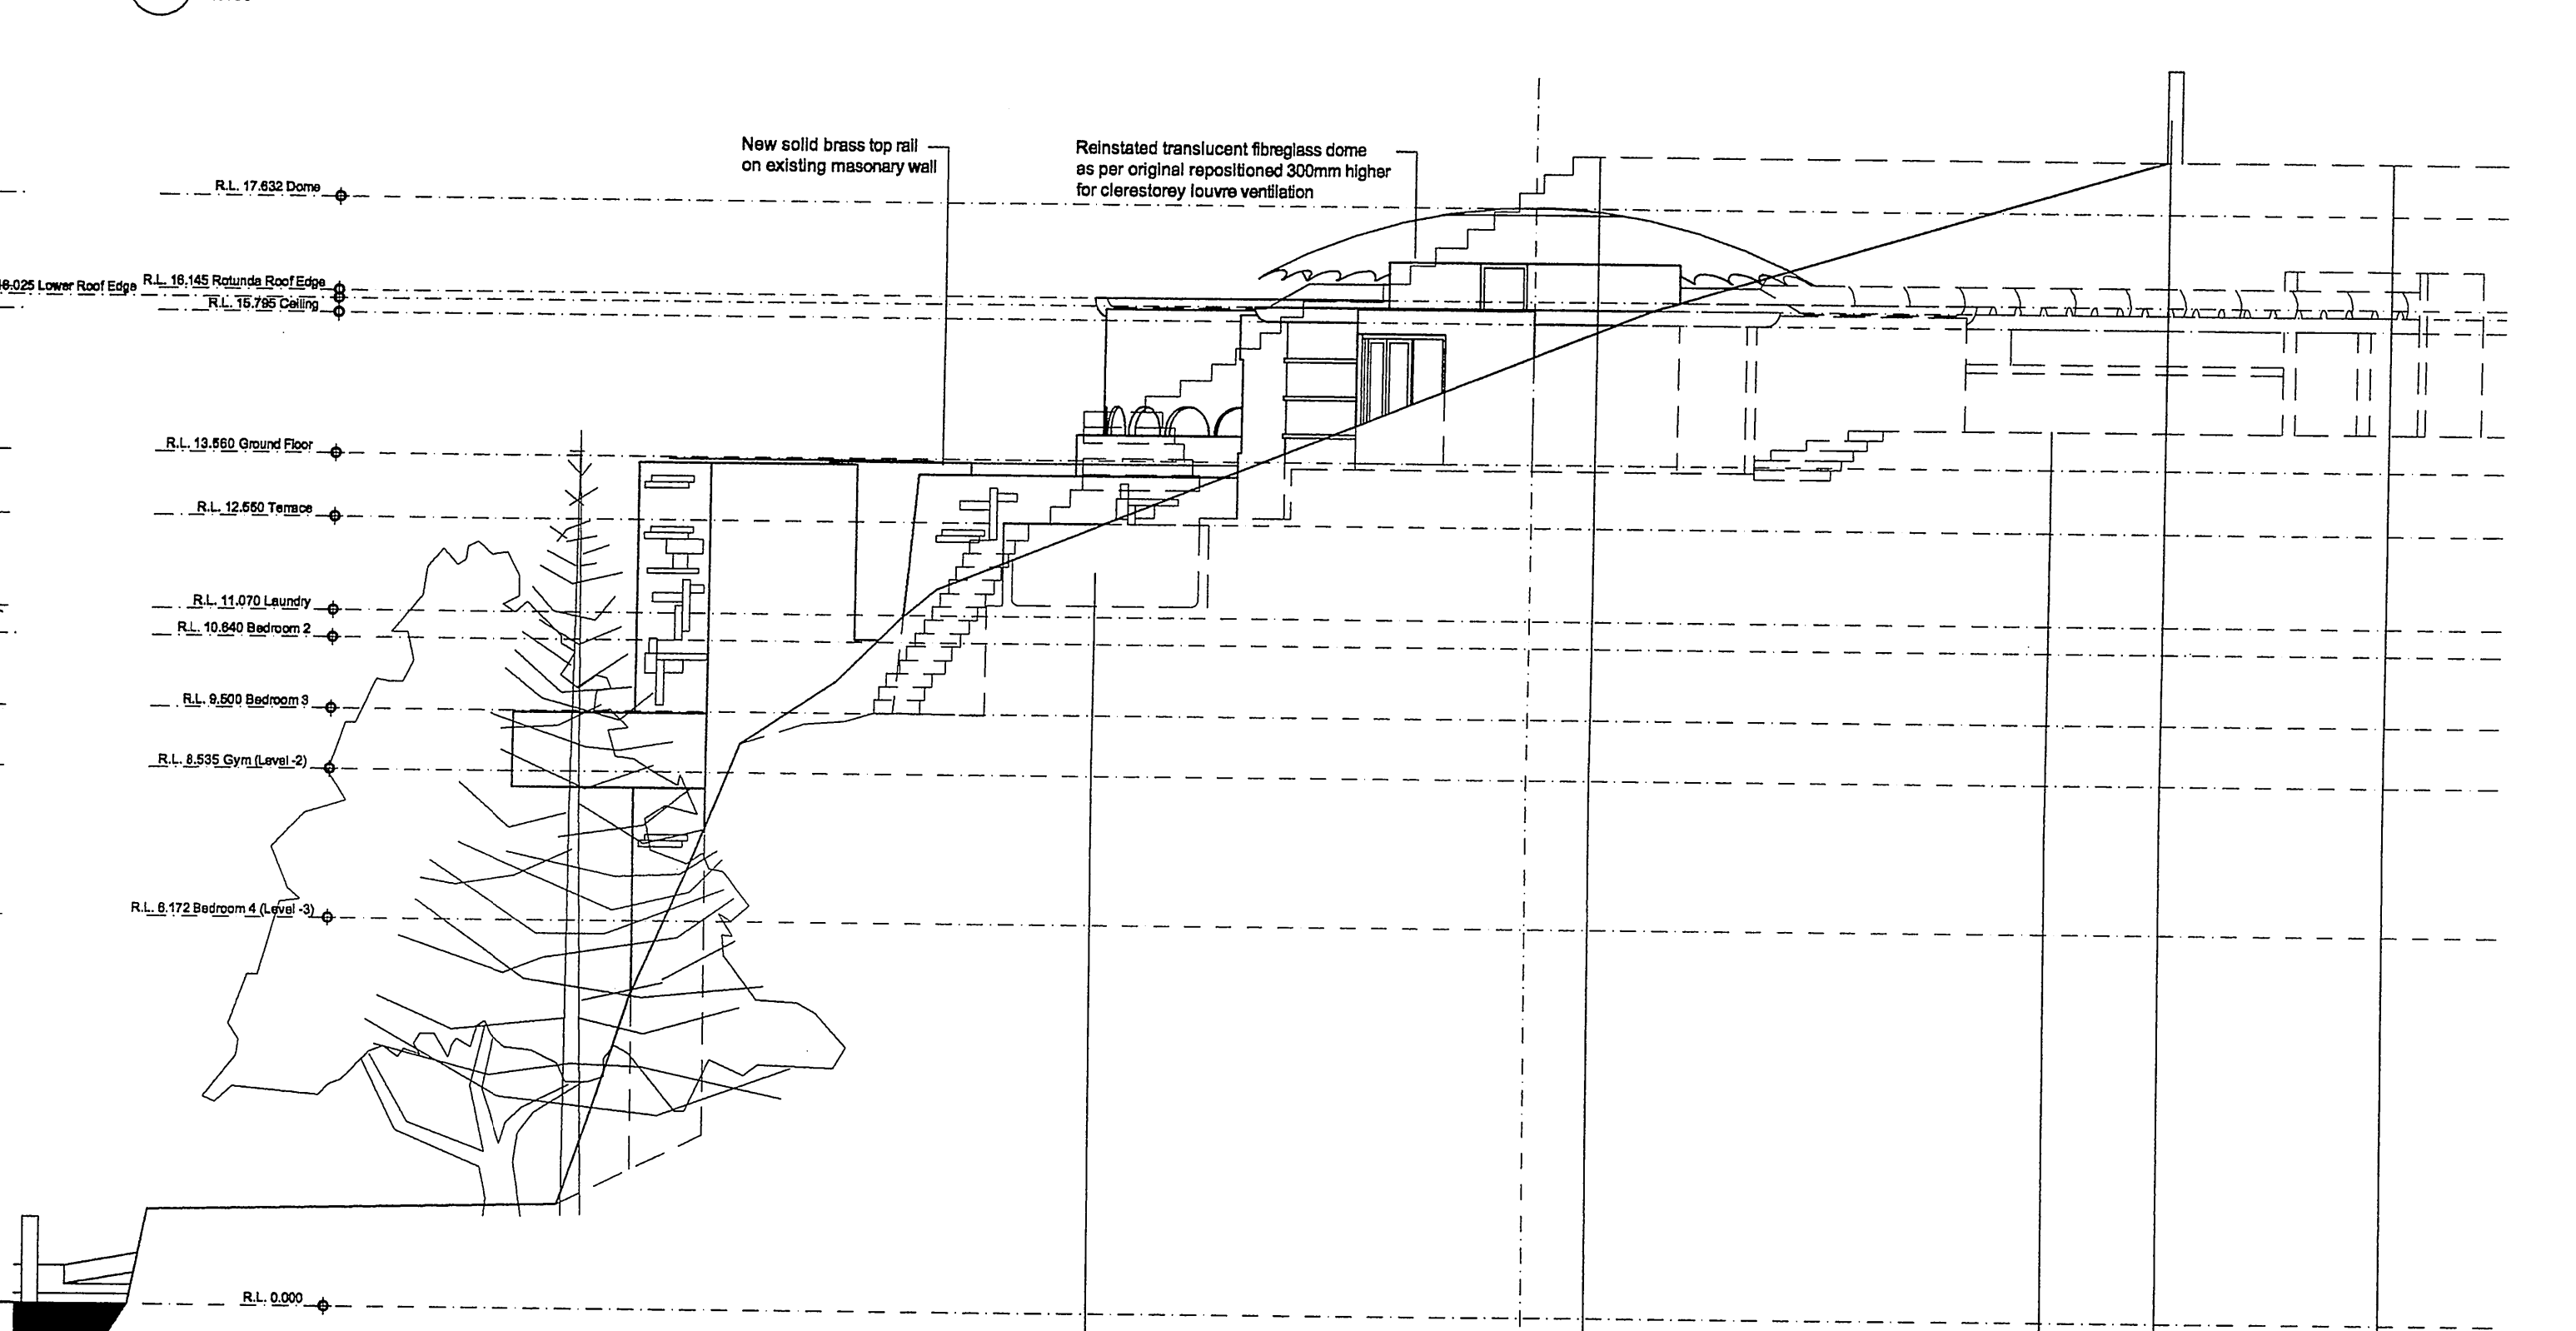 New solid brass top rail
on existing masonary wall
Reinstated translucent fibreglass dome
as per original repositioned 300mm higher
for clerestorey louvre ventilation
R.L. 17.632 Dome
R.L. 16.145 Rotunda Roof Edge
Lower Roof Edge
R.L. 15.795 Ceiling
R.L. 13.560 Ground Floor
R.L. 12.550 Terrace
R.L. 11.070 Laundry
R.L. 10.640 Bedroom 2
R.L. 9.500 Bedroom 3
R.L. 8.535 Gym (Level -2)
R.L. 6.172 Bedroom 4 (Level -3)
R.L. 0.000